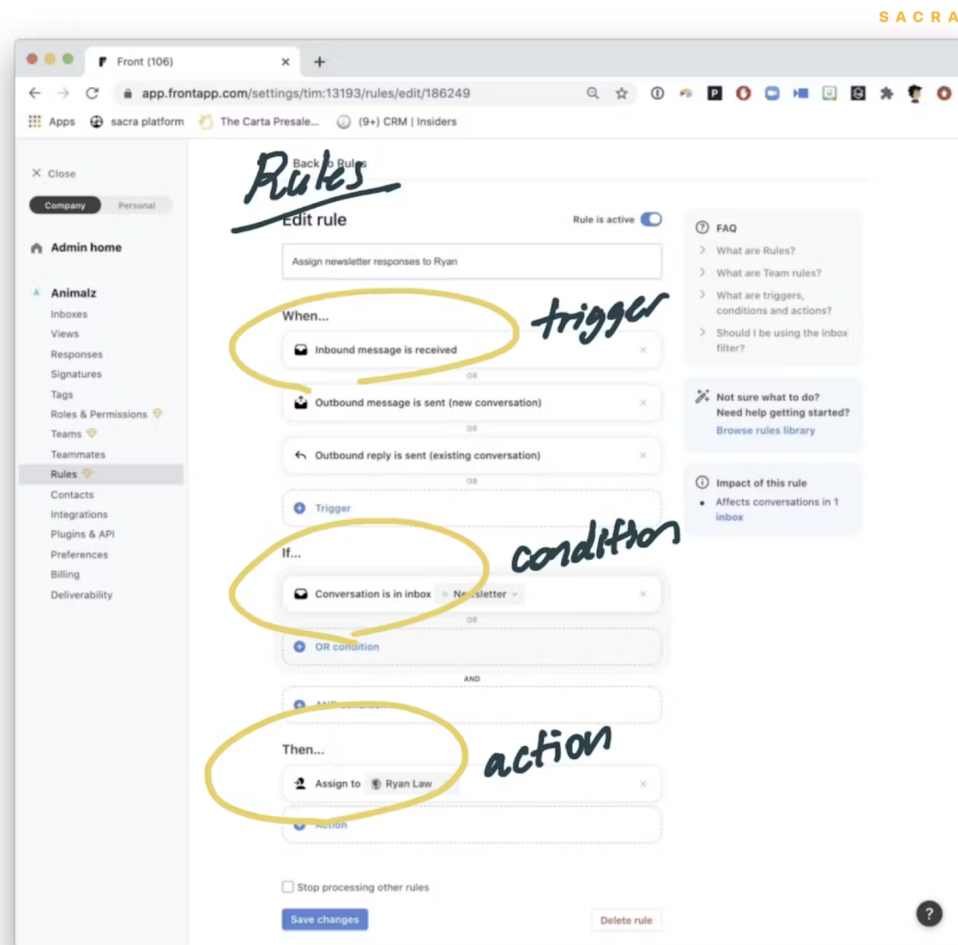 SACRA
Front (106)
app.frontapp.com/settings/tim:13193/rules/edit/186249
Apps
sacra platform
The Carta Presale...
(9+) CRM | Insiders
Close
Company
Personal
Admin home
Animalz
Inboxes
Views
Responses
Signatures
Tags
Roles & Permissions
Teams
Teammates
Rules
Contacts
Integrations
Plugins & API
Preferences
Billing
Deliverability
Back to Rules
Rules
Edit rule
Rule is active
Assign newsletter responses to Ryan
When...
trigger
Inbound message is received
OR
Outbound message is sent (new conversation)
OR
Outbound reply is sent (existing conversation)
OR
Trigger
If...
condition
Conversation is in inbox Newsletter
OR
OR condition
AND
AND condition
Then...
action
Assign to Ryan Law
Action
Stop processing other rules
Save changes
Delete rule
FAQ
What are Rules?
What are Team rules?
What are triggers,
conditions and actions?
Should I be using the inbox
filter?
Not sure what to do?
Need help getting started?
Browse rules library
Impact of this rule
Affects conversations in 1
inbox
?